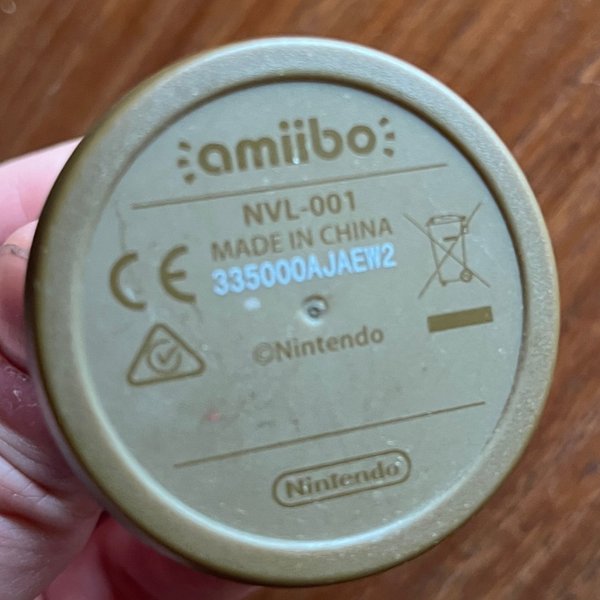 amiibo
NVL-001
MADE IN CHINA
335000AJAEW2
CE
©Nintendo
Nintendo